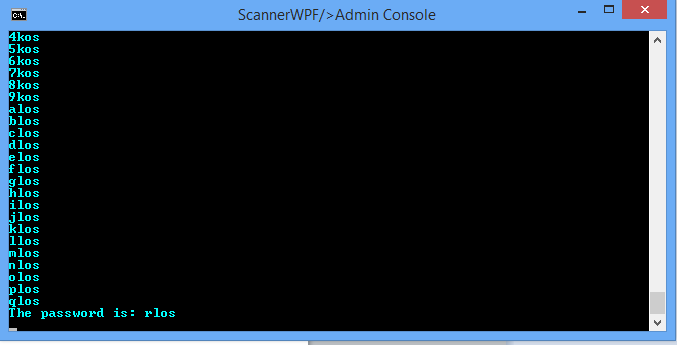 ScannerWPF/>Admin Console
4kos
5kos
6kos
7kos
8kos
9kos
alos
blos
clos
dlos
elos
flos
glos
hlos
ilos
jlos
klos
llos
mlos
nlos
olos
plos
qlos
The password is: rlos